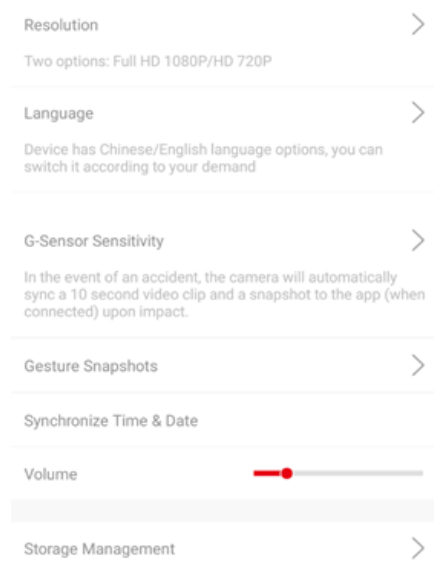 Resolution
Two options: Full HD 1080P/HD 720P
Language
Device has Chinese/English language options, you can
switch it according to your demand
G-Sensor Sensitivity
In the event of an accident, the camera will automatically
sync a 10 second video clip and a snapshot to the app (when
connected) upon impact.
Gesture Snapshots
Synchronize Time & Date
Volume
Storage Management